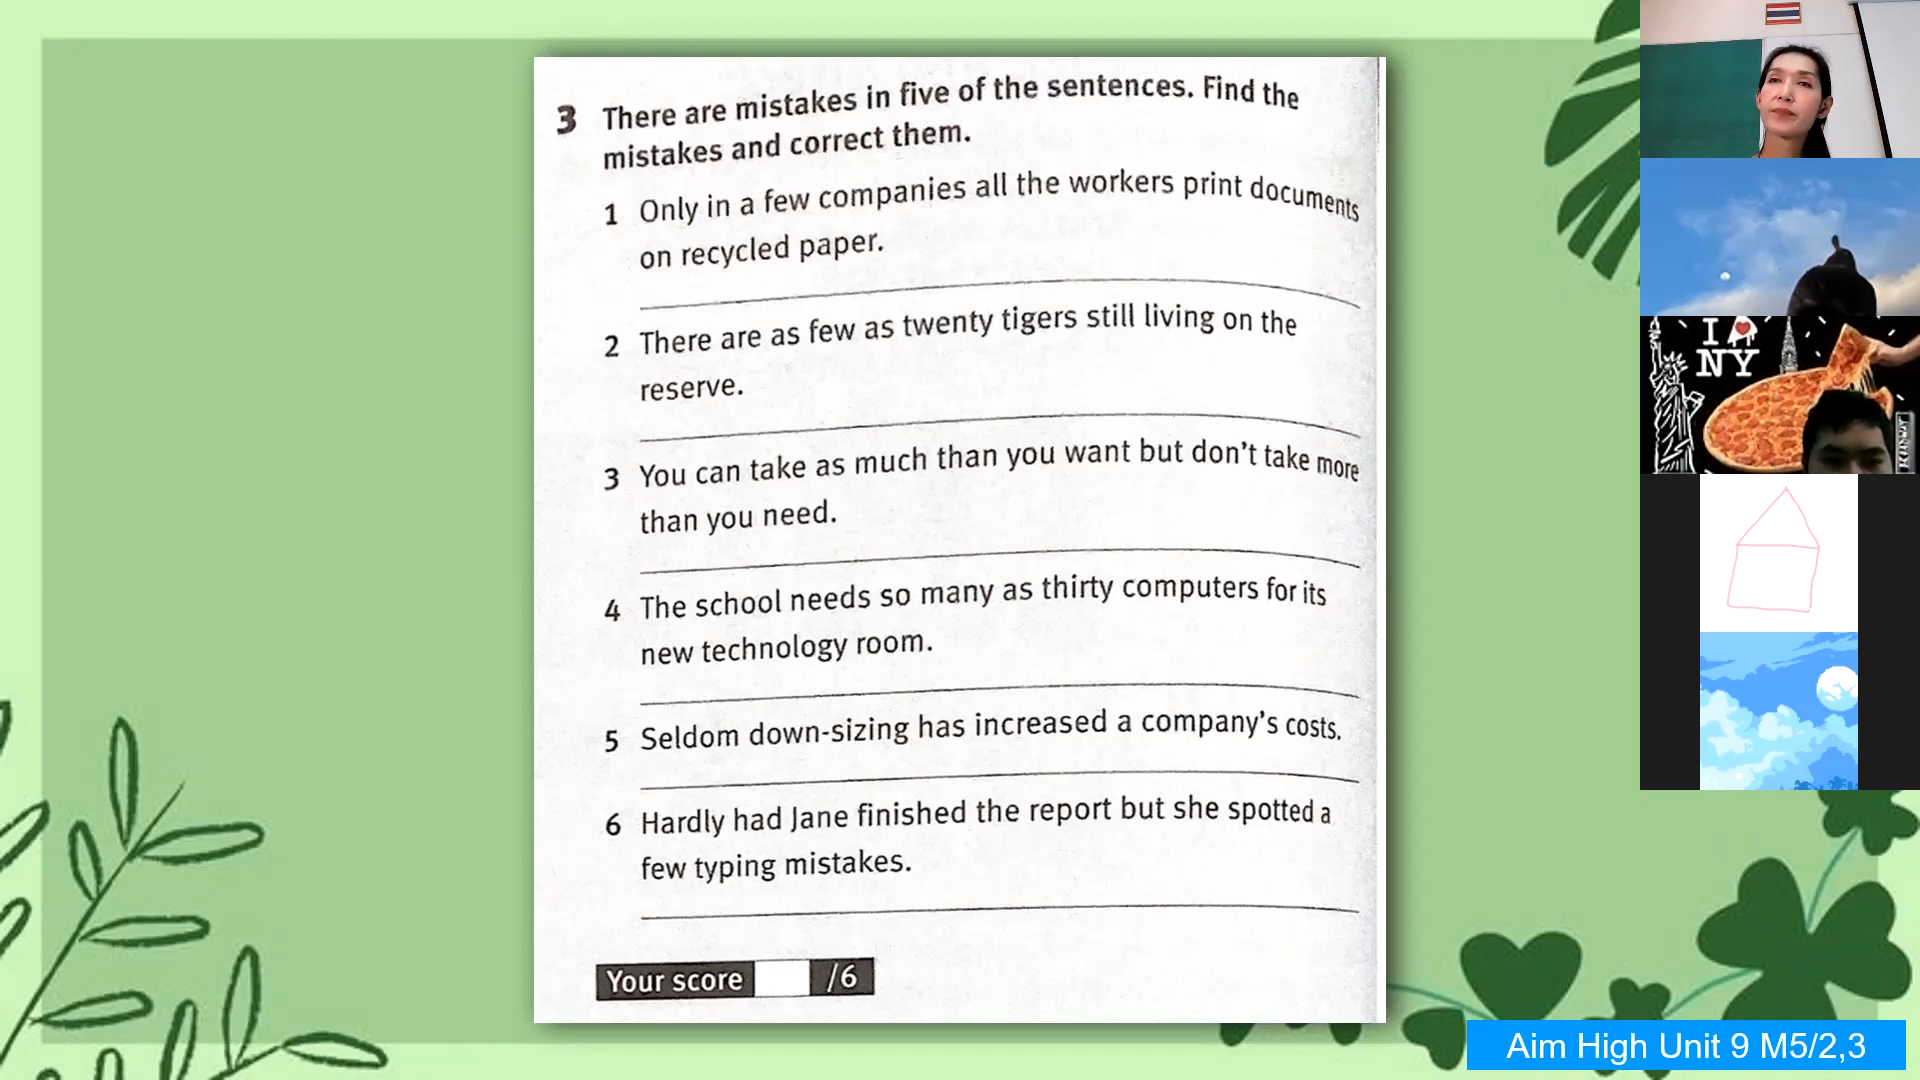 3 There are mistakes in five of the sentences. Find the
mistakes and correct them.
1 Only in a few companies all the workers print documents
on recycled paper.
2 There are as few as twenty tigers still living on the
reserve.
3 You can take as much than you want but don't take more
than you need.
4 The school needs so many as thirty computers for its
new technology room.
5 Seldom down-sizing has increased a company's costs.
6 Hardly had Jane finished the report but she spotted a
few typing mistakes.
Your score /6
I
NY
Aim High Unit 9 M5/2,3